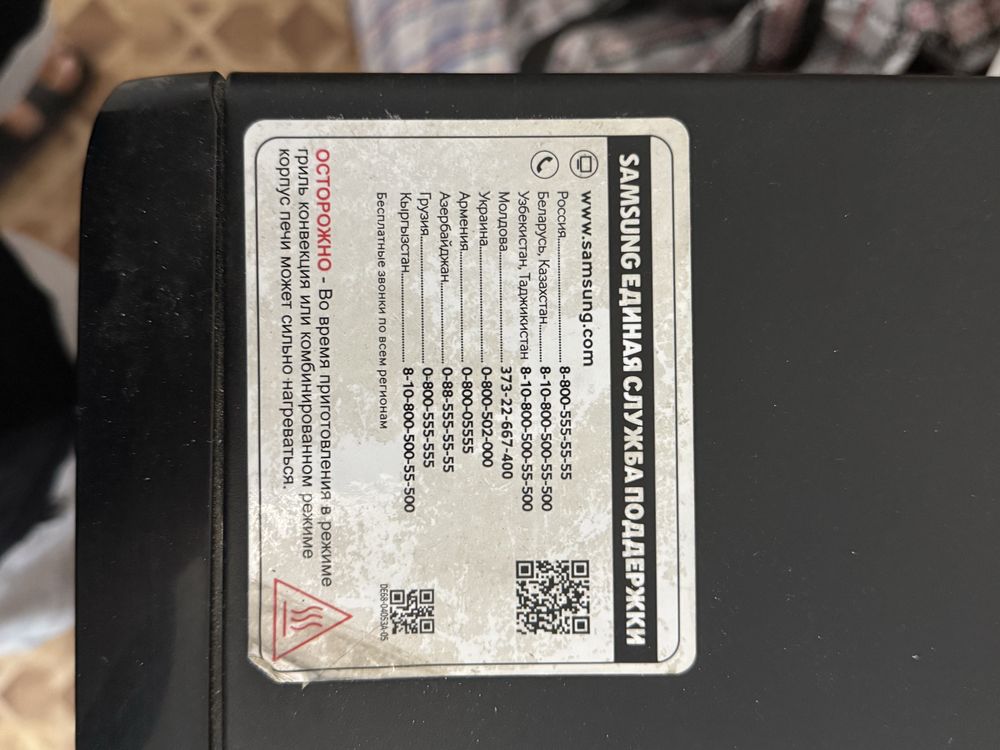 SAMSUNG ЕДИНАЯ СЛУЖБА ПОДДЕРЖКИ
www.samsung.com
Россия........................ 8-800-555-55-55
Беларусь, Казахстан.......... 8-10-800-500-55-500
Узбекистан, Таджикистан 8-10-800-500-55-500
Молдова........................ 373-22-667-400
Украина........................ 0-800-502-000
Армения........................ 0-800-05555
Азербайджан.................... 0-88-555-55-55
Грузия........................ 0-800-555-555
Кыргызстан.................... 8-10-800-500-55-500
Бесплатные звонки по всем регионам
DE68-04053A-05
ОСТОРОЖНО - Во время приготовления в режиме
гриль конвекция или комбинированном режиме
корпус печи может сильно нагреваться.